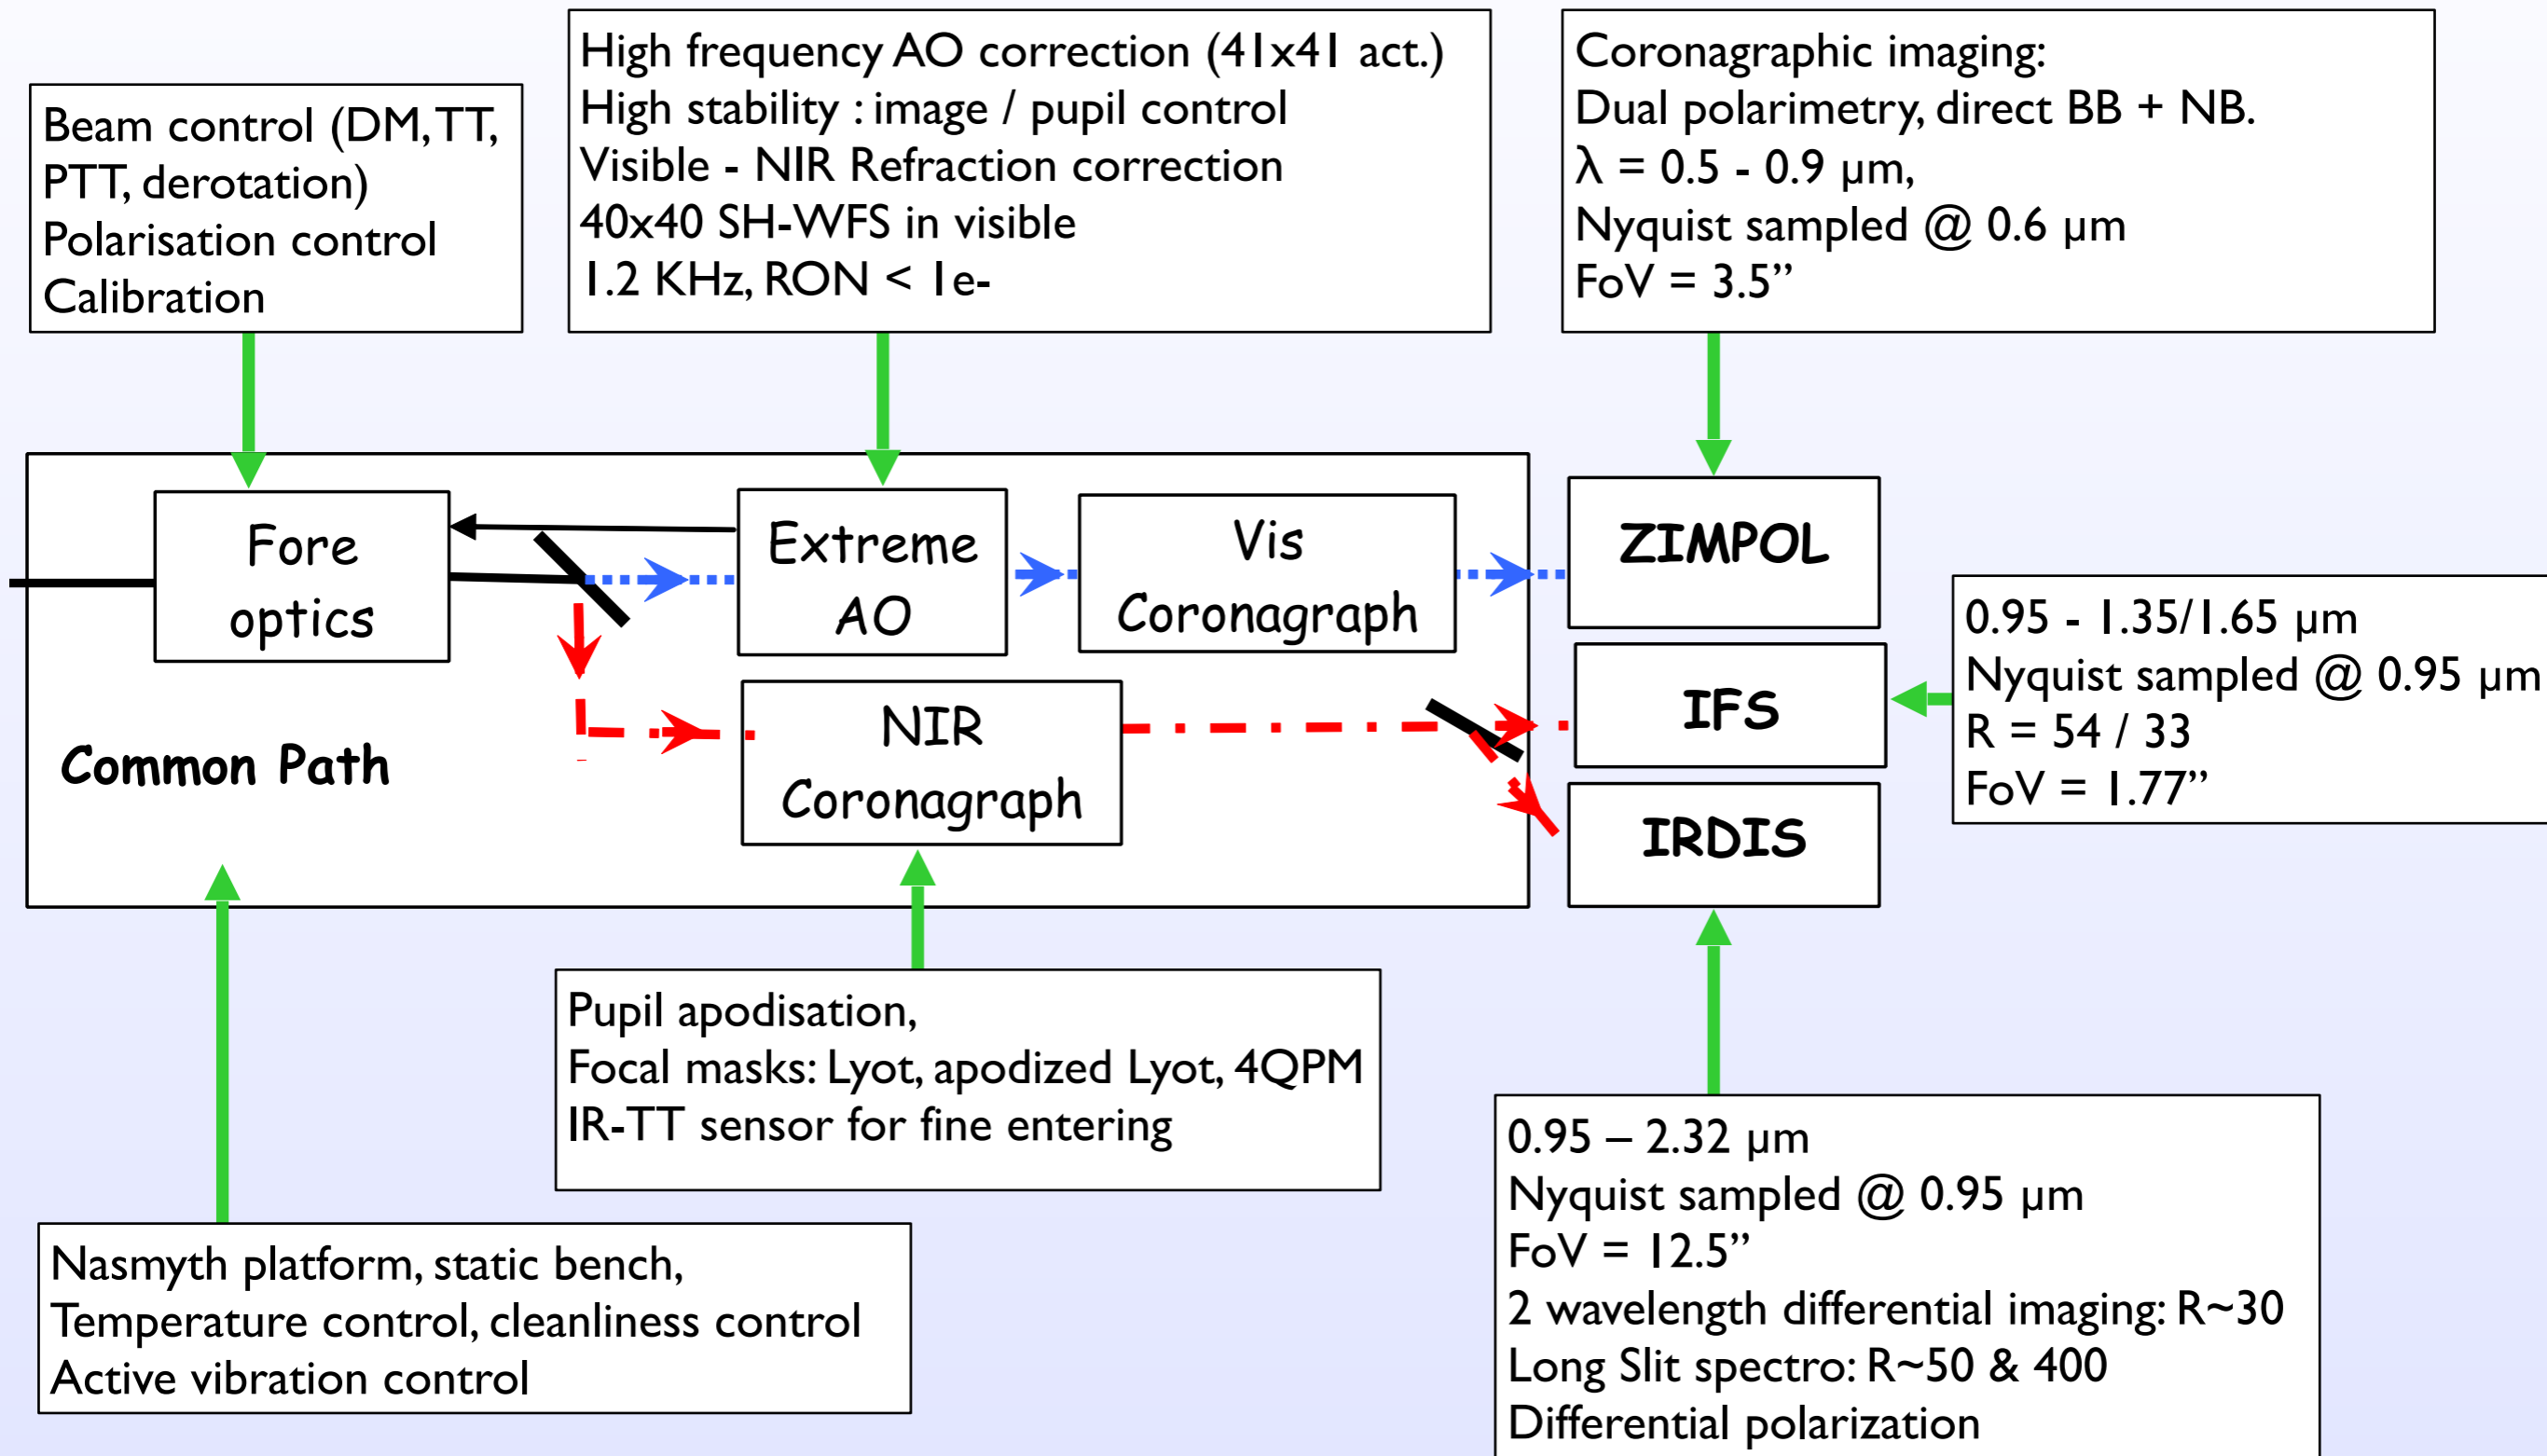 Beam control (DM, TT,
PTT, derotation)
Polarisation control
Calibration
High frequency AO correction (41x41 act.)
High stability : image / pupil control
Visible - NIR Refraction correction
40x40 SH-WFS in visible
1.2 KHz, RON < 1e-
Coronagraphic imaging:
Dual polarimetry, direct BB + NB.
λ = 0.5 - 0.9 µm,
Nyquist sampled @ 0.6 µm
FoV = 3.5”
Fore
optics
Extreme
AO
Vis
Coronagraph
ZIMPOL
Common Path
NIR
Coronagraph
IFS
IRDIS
0.95 - 1.35/1.65 µm
Nyquist sampled @ 0.95 µm
R = 54 / 33
FoV = 1.77”
Pupil apodisation,
Focal masks: Lyot, apodized Lyot, 4QPM
IR-TT sensor for fine entering
Nasmyth platform, static bench,
Temperature control, cleanliness control
Active vibration control
0.95 – 2.32 µm
Nyquist sampled @ 0.95 µm
FoV = 12.5”
2 wavelength differential imaging: R~30
Long Slit spectro: R~50 & 400
Differential polarization